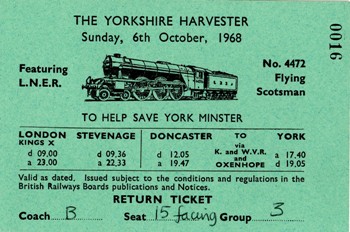 THE YORKSHIRE HARVESTER
Sunday, 6th October, 1968
0016
Featuring
L.N.E.R.
No. 4472
Flying
Scotsman
TO HELP SAVE YORK MINSTER
LONDON STEVENAGE DONCASTER TO YORK
KINGS X via
d 09.00 d 09,36 d 12.05 K. and W.V.R. a 17.40
a 23.00 a 22,33 a 19.47 and OXENHOPE d 19,05
Valid as dated. Issued subject to the conditions and regulations in the
British Railways Boards publications and Notices.
RETURN TICKET
Coach B Seat 15 facing Group 3